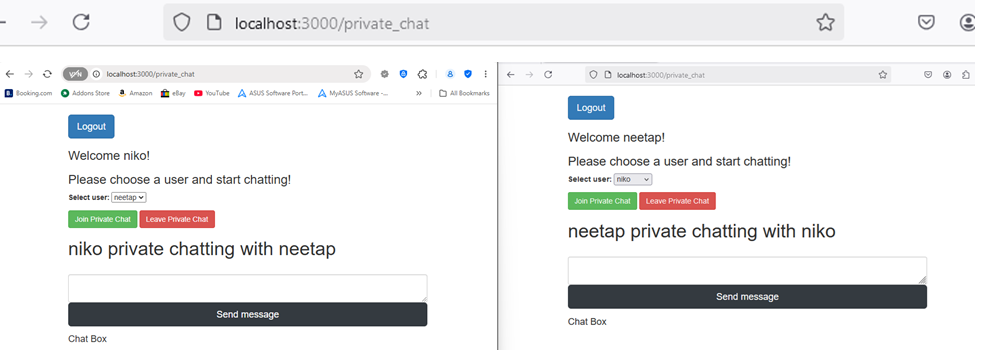 localhost:3000/private_chat
VPN localhost:3000/private_chat
Booking.com Addons Store Amazon eBay YouTube ASUS Software Port... MyASUS Software -... » All Bookmarks
Logout
Welcome niko!
Please choose a user and start chatting!
Select user: neetap
Join Private Chat Leave Private Chat
niko private chatting with neetap
Send message
Chat Box
localhost:3000/private_chat
Logout
Welcome neetap!
Please choose a user and start chatting!
Select user: niko
Join Private Chat Leave Private Chat
neetap private chatting with niko
Send message
Chat Box